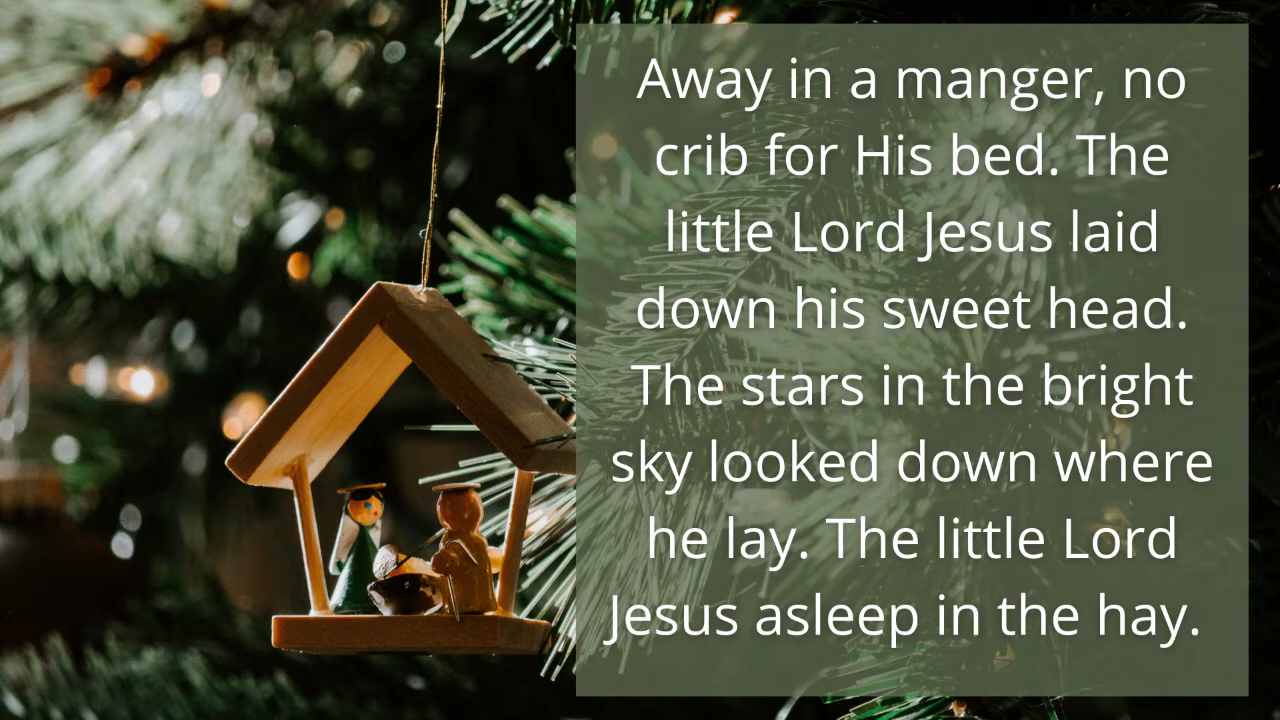 Away in a manger, no
crib for His bed. The
little Lord Jesus laid
down his sweet head.
The stars in the bright
sky looked down where
he lay. The little Lord
Jesus asleep in the hay.